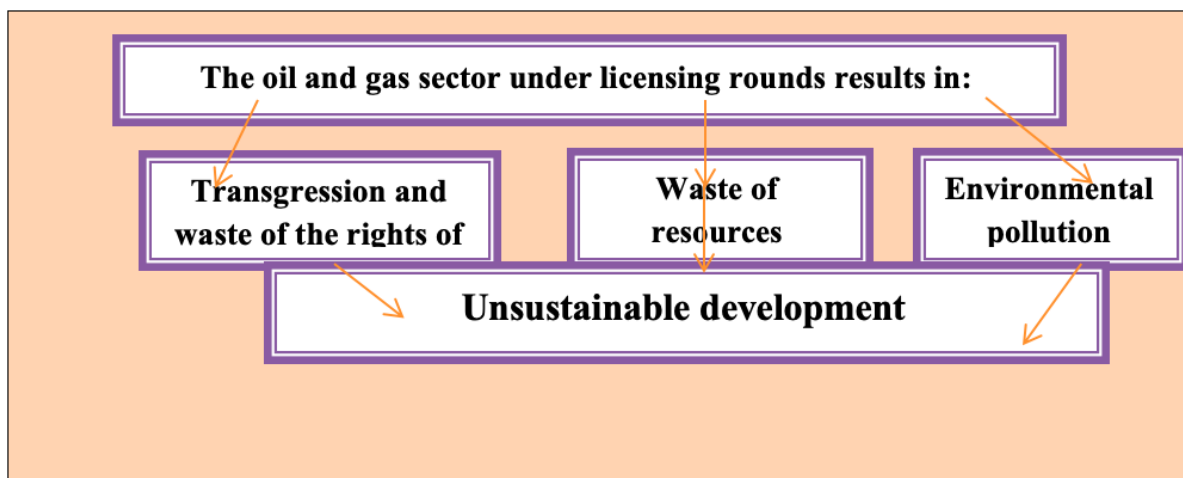 The oil and gas sector under licensing rounds results in:
Transgression and
waste of the rights of
Waste of
resources
Environmental
pollution
Unsustainable development